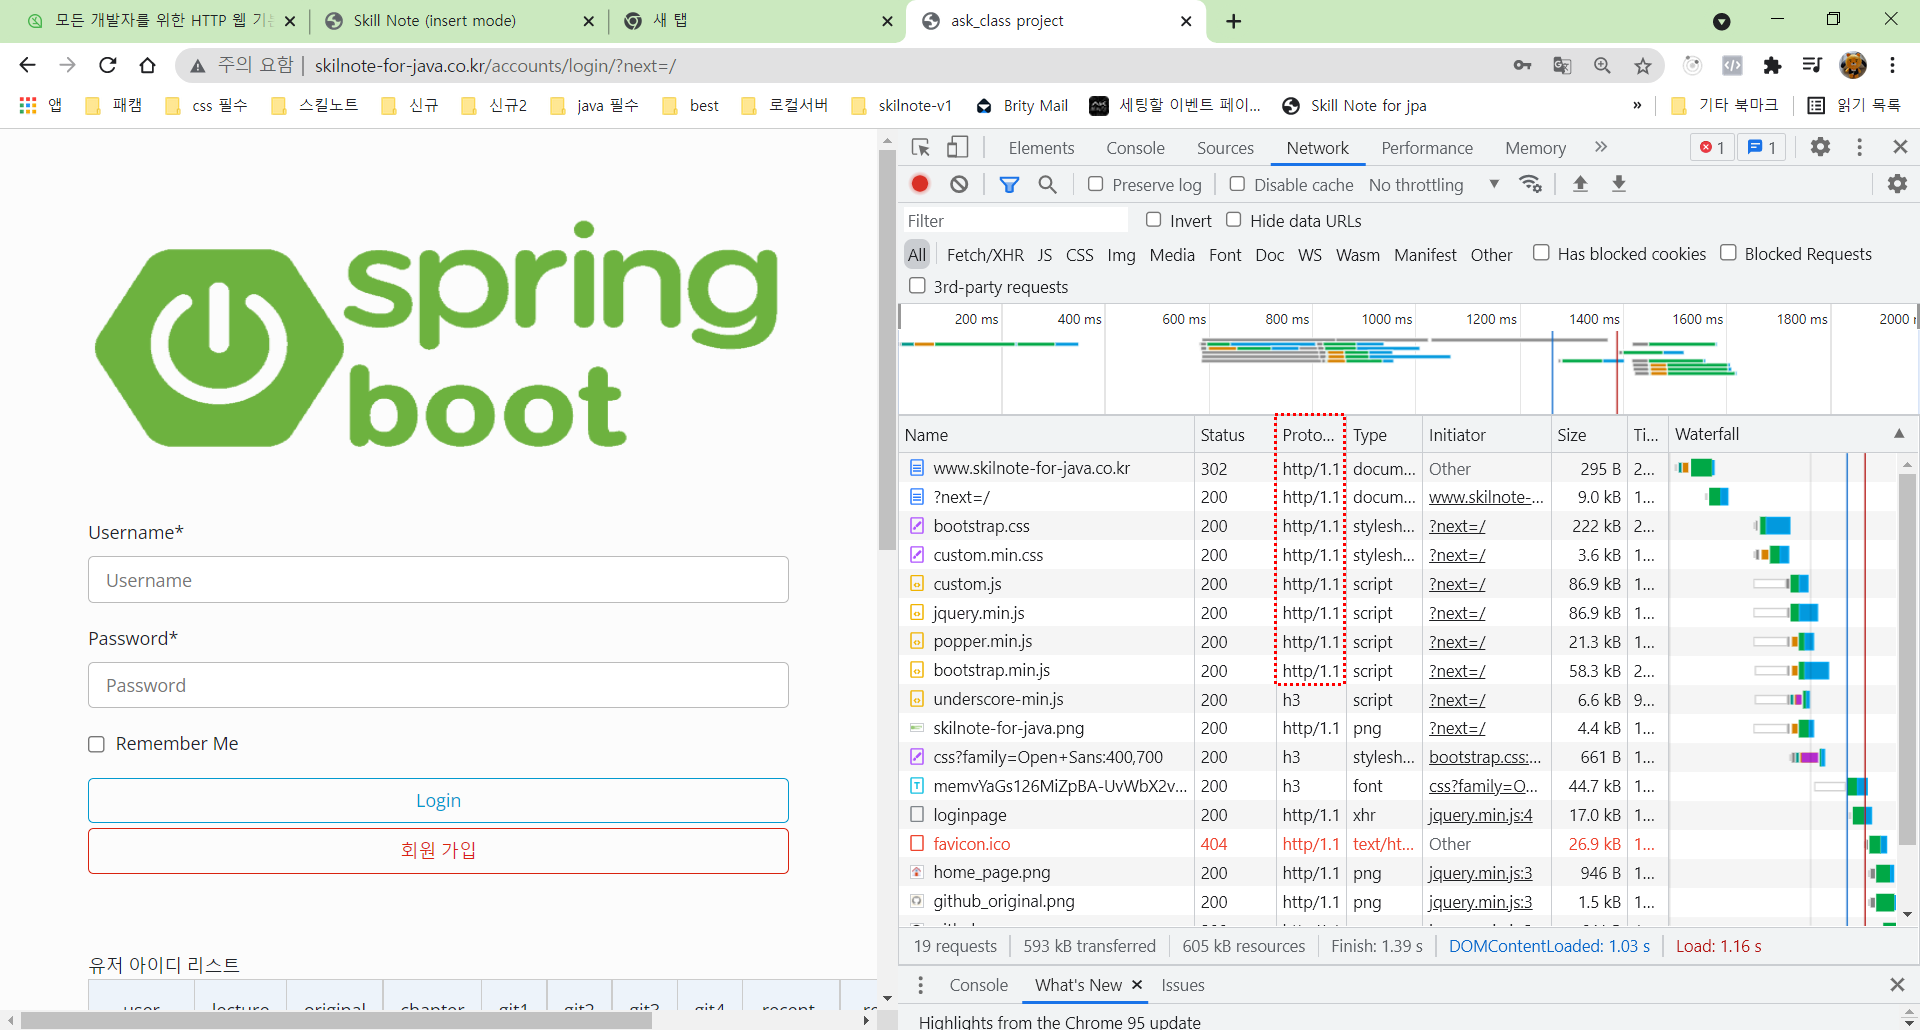 모든 개발자를 위한 HTTP 웹 기
Skill Note (insert mode)
새 탭
ask_class project
주의 요함
skilnote-for-java.co.kr/accounts/login/?next=/
앱
패캠
css 필수
스킬노트
신규
신규2
java 필수
best
로컬서버
skilnote-v1
Brity Mail
세팅할 이벤트 페이...
Skill Note for jpa
»
기타 북마크
읽기 목록
spring
boot
Username*
Username
Password*
Password
Remember Me
Login
회원 가입
유저 아이디 리스트
user lecture original chapter git1 git2 git3 git4 recent
Elements Console Sources Network Performance Memory »
1 1
Preserve log Disable cache No throttling
Filter Invert Hide data URLs
All Fetch/XHR JS CSS Img Media Font Doc WS Wasm Manifest Other Has blocked cookies Blocked Requests
3rd-party requests
200 ms 400 ms 600 ms 800 ms 1000 ms 1200 ms 1400 ms 1600 ms 1800 ms 2000
Name Status Proto... Type Initiator Size Ti... Waterfall
www.skilnote-for-java.co.kr 302 http/1.1 docum... Other 295 B 2...
?next=/ 200 http/1.1 docum... www.skilnote-... 9.0 kB 1...
bootstrap.css 200 http/1.1 stylesh... ?next=/ 222 kB 2...
custom.min.css 200 http/1.1 stylesh... ?next=/ 3.6 kB 1...
custom.js 200 http/1.1 script ?next=/ 86.9 kB 1...
jquery.min.js 200 http/1.1 script ?next=/ 86.9 kB 1...
popper.min.js 200 http/1.1 script ?next=/ 21.3 kB 1...
bootstrap.min.js 200 http/1.1 script ?next=/ 58.3 kB 2...
underscore-min.js 200 h3 script ?next=/ 6.6 kB 9...
skilnote-for-java.png 200 http/1.1 png ?next=/ 4.4 kB 1...
css?family=Open+Sans:400,700 200 h3 stylesh... bootstrap.css:... 661 B 1...
memvYaGs126MiZpBA-UvWbX2v... 200 h3 font css?family=O... 44.7 kB 1...
loginpage 200 http/1.1 xhr jquery.min.js:4 17.0 kB 1...
favicon.ico 404 http/1.1 text/ht... Other 26.9 kB 1...
home_page.png 200 http/1.1 png jquery.min.js:3 946 B 1...
github_original.png 200 http/1.1 png jquery.min.js:3 1.5 kB 1...
19 requests 593 kB transferred 605 kB resources Finish: 1.39 s DOMContentLoaded: 1.03 s Load: 1.16 s
Console What's New Issues
Highlights from the Chrome 95 update